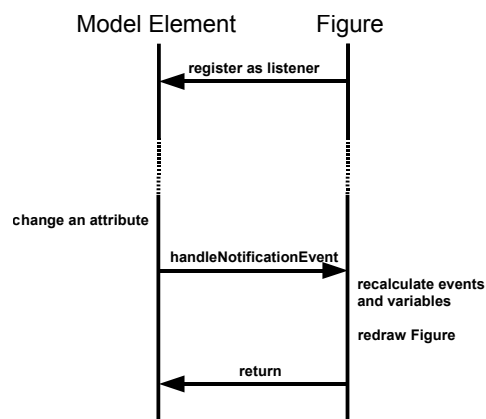 Model Element
Figure
register as listener
change an attribute
handleNotificationEvent
recalculate events
and variables
redraw Figure
return